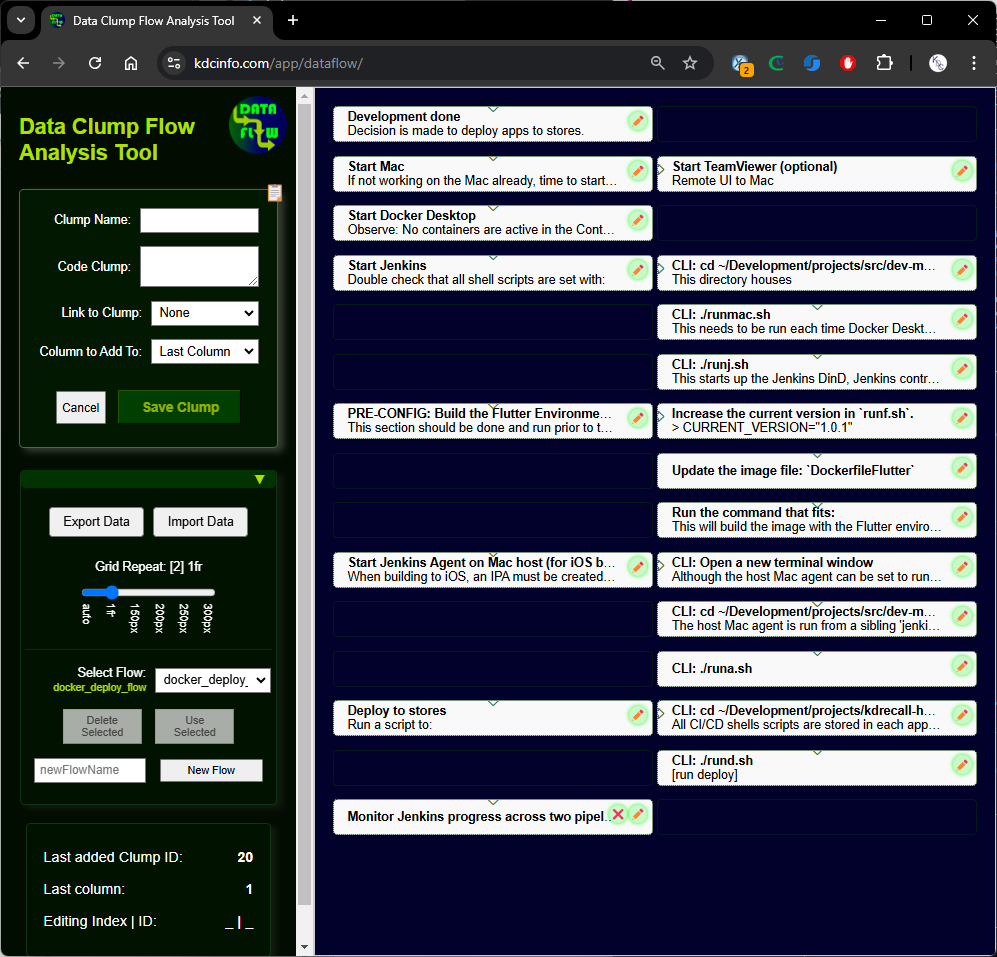 Data Clump Flow Analysis Tool
kdcinfo.com/app/dataflow/
2
Data Clump Flow
Analysis Tool
DATA
FLOW
Clump Name:
Code Clump:
Link to Clump:
None
Column to Add To:
Last Column
Cancel
Save Clump
Export Data
Import Data
Grid Repeat: [2] 1fr
auto
1fr
150px
200px
250px
300px
Select Flow:
docker_deploy_flow
docker_deploy_
Delete
Selected
Use
Selected
newFlowName
New Flow
Last added Clump ID:
20
Last column:
1
Editing Index | ID:
_ | _
Development done
Decision is made to deploy apps to stores.
Start Mac
If not working on the Mac already, time to start…
Start TeamViewer (optional)
Remote UI to Mac
Start Docker Desktop
Observe: No containers are active in the Cont…
Start Jenkins
Double check that all shell scripts are set with:
CLI: cd ~/Development/projects/src/dev-m…
This directory houses
CLI: ./runmac.sh
This needs to be run each time Docker Deskt…
CLI: ./runj.sh
This starts up the Jenkins DinD, Jenkins contr…
PRE-CONFIG: Build the Flutter Environme…
This section should be done and run prior to t…
Increase the current version in `runf.sh`.
> CURRENT_VERSION="1.0.1"
Update the image file: `DockerfileFlutter`
Run the command that fits:
This will build the image with the Flutter enviro…
Start Jenkins Agent on Mac host (for iOS b…
When building to iOS, an IPA must be created…
CLI: Open a new terminal window
Although the host Mac agent can be set to run…
CLI: cd ~/Development/projects/src/dev-m…
The host Mac agent is run from a sibling 'jenki…
CLI: ./runa.sh
Deploy to stores
Run a script to:
CLI: cd ~/Development/projects/kdrecall-h…
All CI/CD shells scripts are stored in each app…
CLI: ./rund.sh
[run deploy]
Monitor Jenkins progress across two pipel…